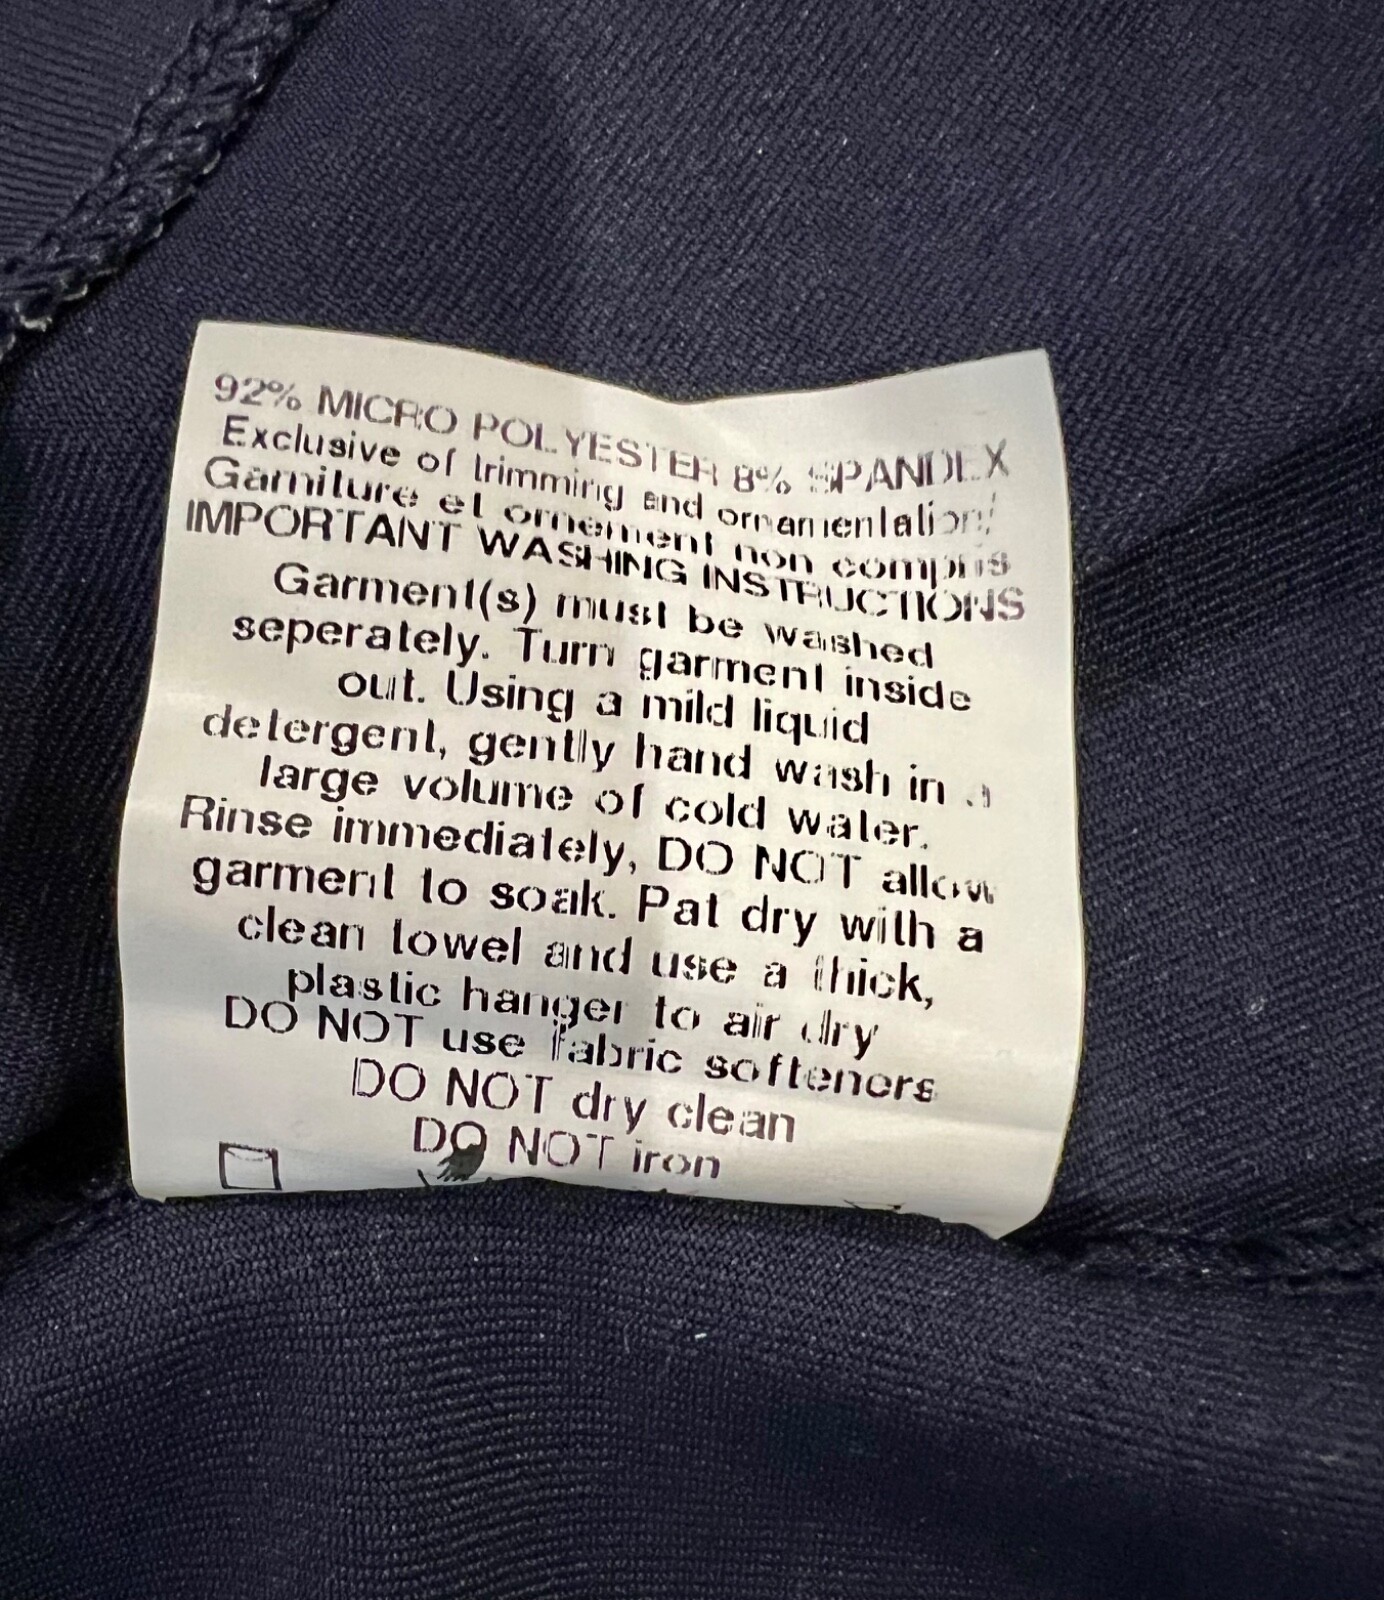 92% MICRO POLYESTER 8% SPANDEX
Exclusive of trimming and ornamentation/
Garniture et ornement non compris
IMPORTANT WASHING INSTRUCTIONS
Garment(s) must be washed
seperately. Turn garment inside
out. Using a mild liquid
detergent, gently hand wash in a
large volume of cold water.
Rinse immediately, DO NOT allow
garment to soak. Pat dry with a
clean towel and use a thick,
plastic hanger to air dry
DO NOT use fabric softeners
DO NOT dry clean
DO NOT iron